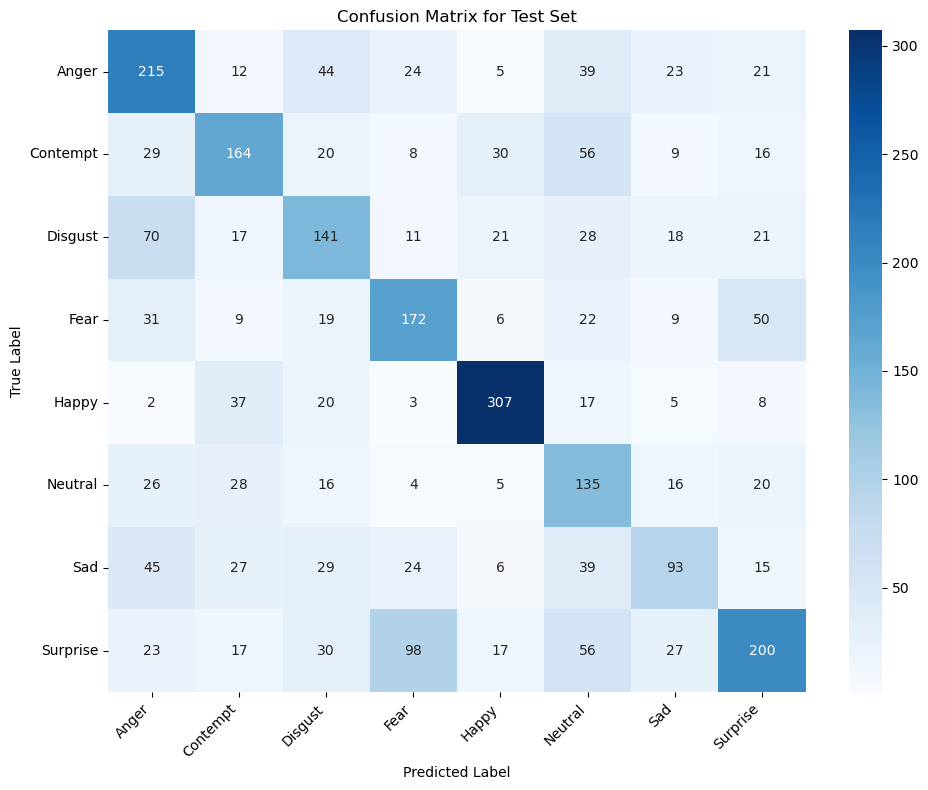 Confusion Matrix for Test Set
Anger 215 12 44 24 5 39 23 21
Contempt 29 164 20 8 30 56 9 16
Disgust 70 17 141 11 21 28 18 21
Fear 31 9 19 172 6 22 9 50
Happy 2 37 20 3 307 17 5 8
Neutral 26 28 16 4 5 135 16 20
Sad 45 27 29 24 6 39 93 15
Surprise 23 17 30 98 17 56 27 200
True Label
Anger Contempt Disgust Fear Happy Neutral Sad Surprise
Predicted Label
300
250
200
150
100
50